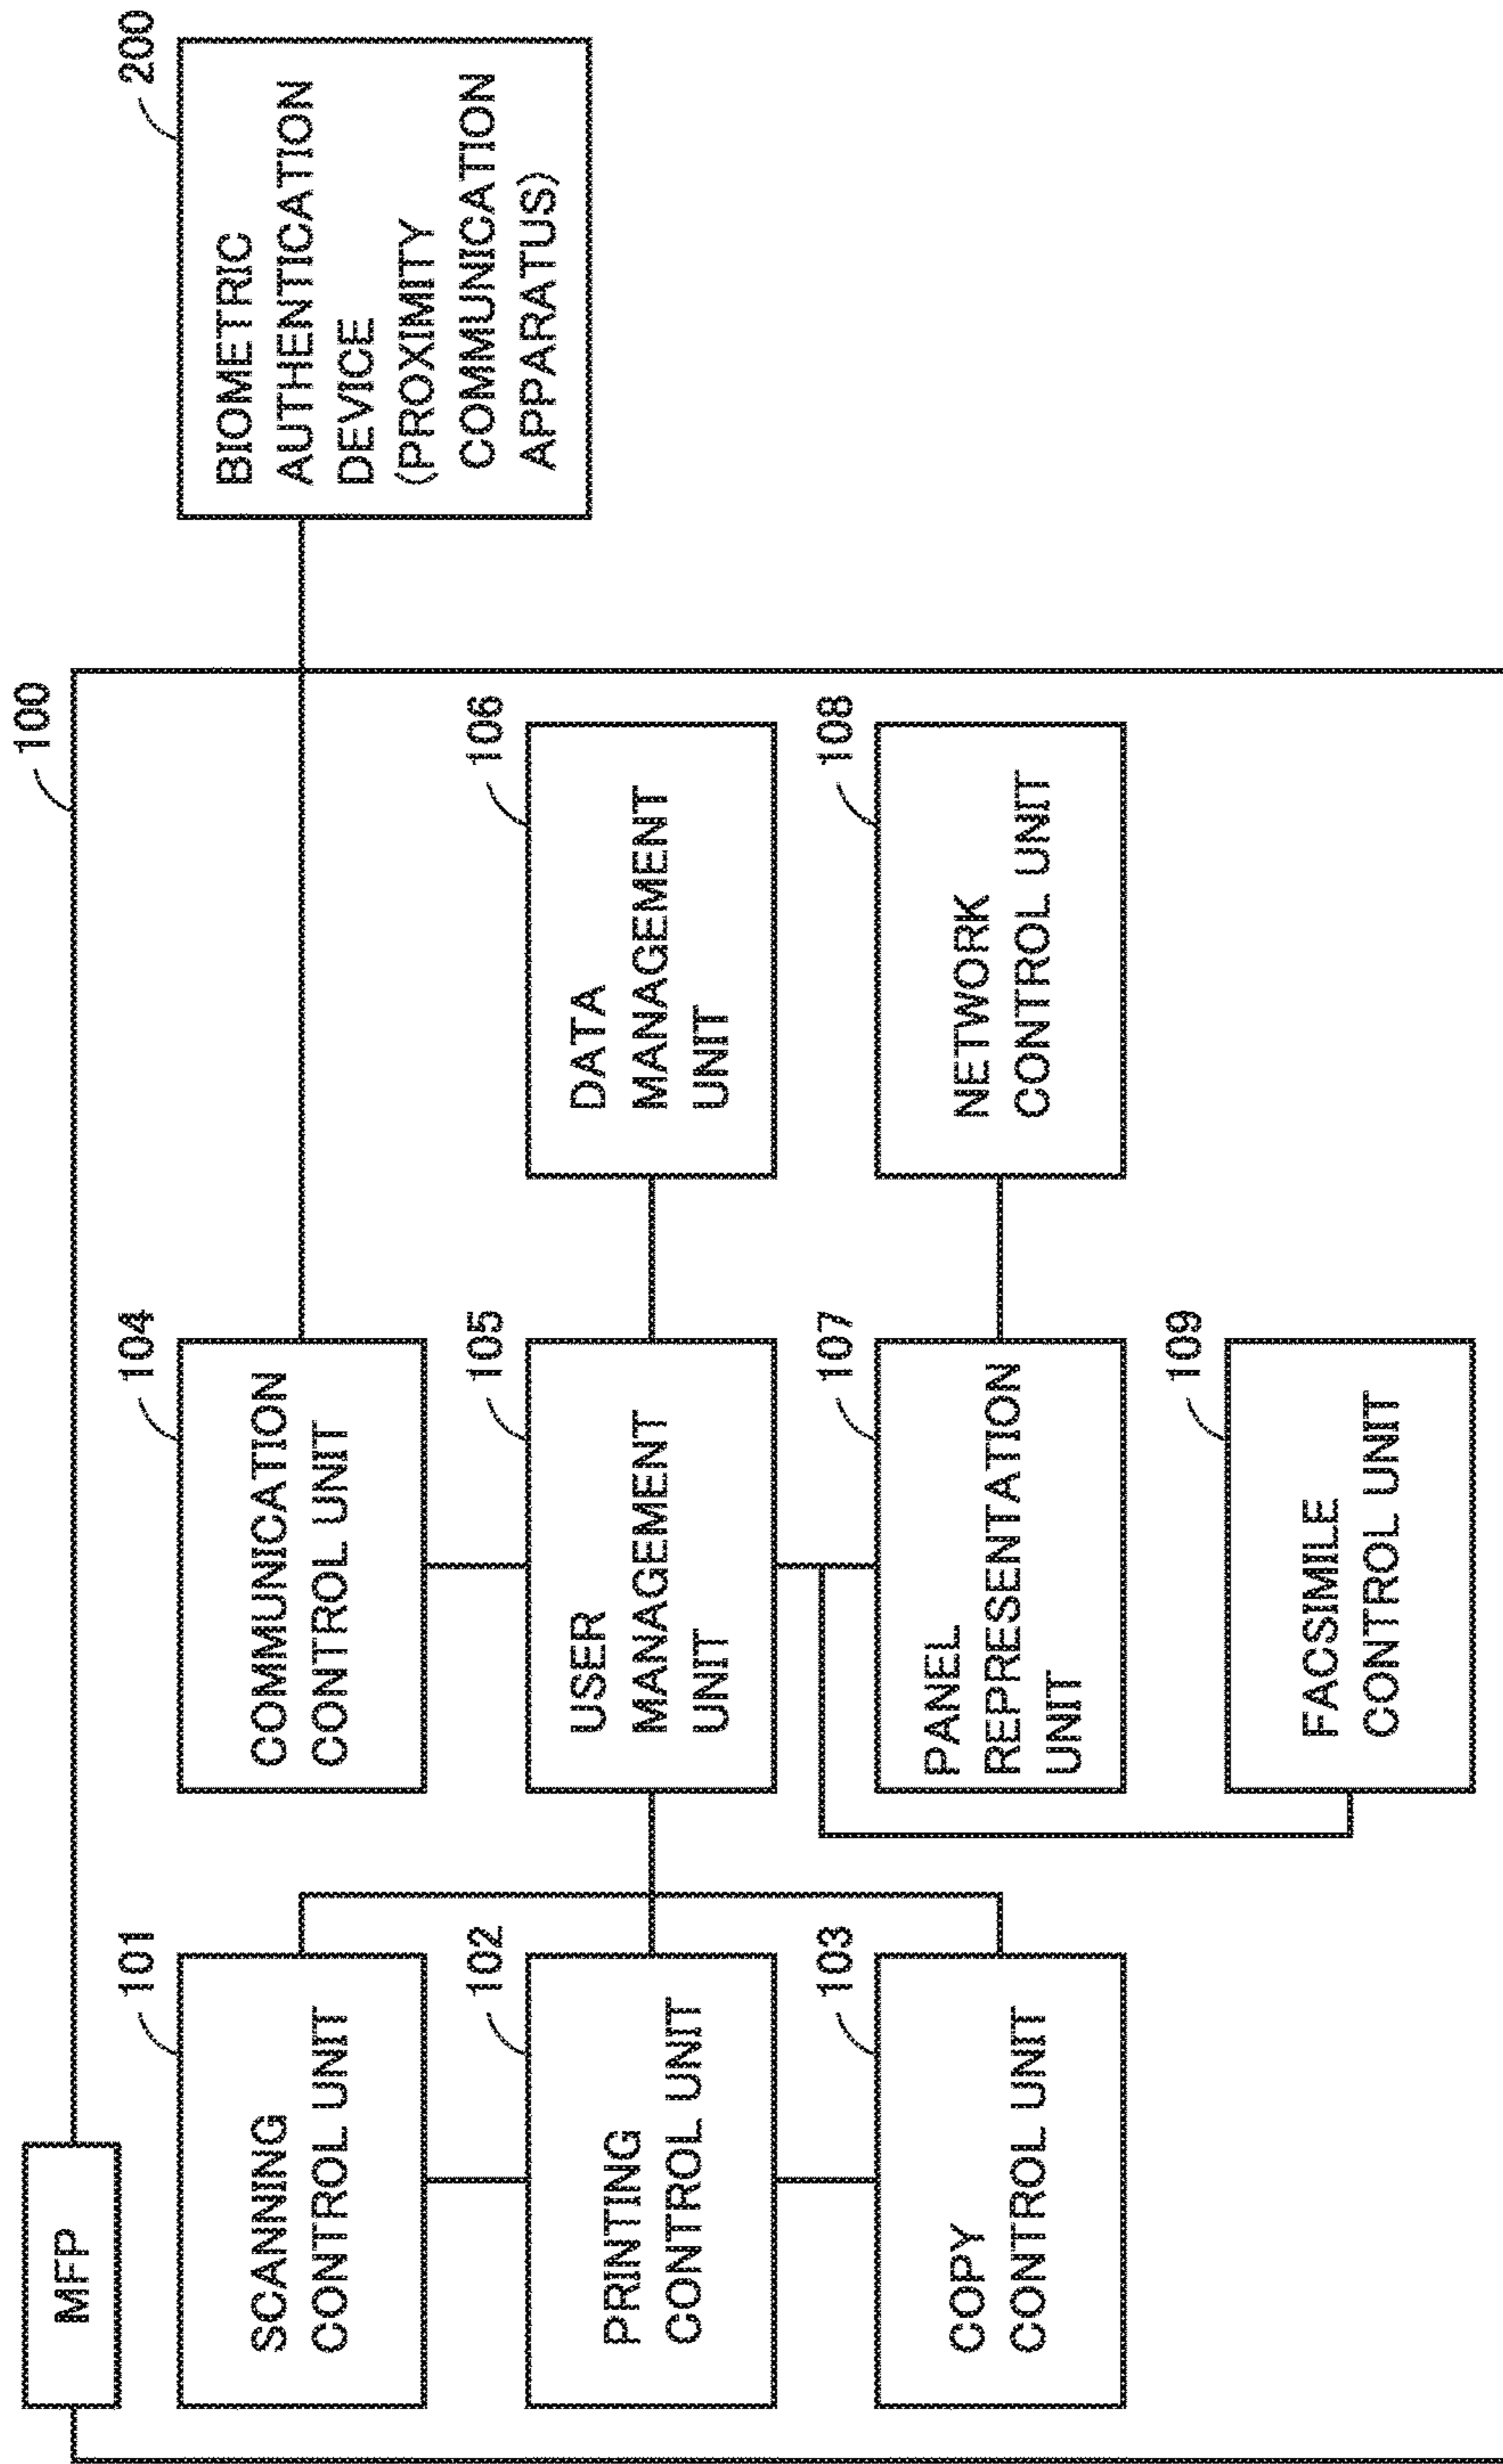 MFP
100
200
101
SCANNING
CONTROL UNIT
104
COMMUNICATION
CONTROL UNIT
BIOMETRIC
AUTHENTICATION
DEVICE
(PROXIMITY
COMMUNICATION
APPARATUS)
102
PRINTING
CONTROL UNIT
105
USER
MANAGEMENT
UNIT
106
DATA
MANAGEMENT
UNIT
103
COPY
CONTROL UNIT
107
PANEL
REPRESENTATION
UNIT
108
NETWORK
CONTROL UNIT
109
FACSIMILE
CONTROL UNIT